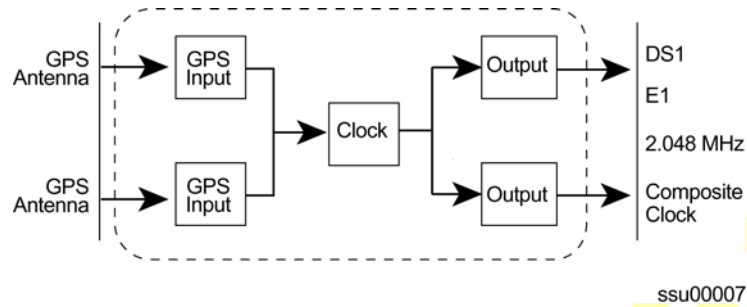 GPS
Antenna
GPS
Input
Clock
Output
DS1
E1
2.048 MHz
GPS
Antenna
GPS
Input
Output
Composite
Clock
ssu00007